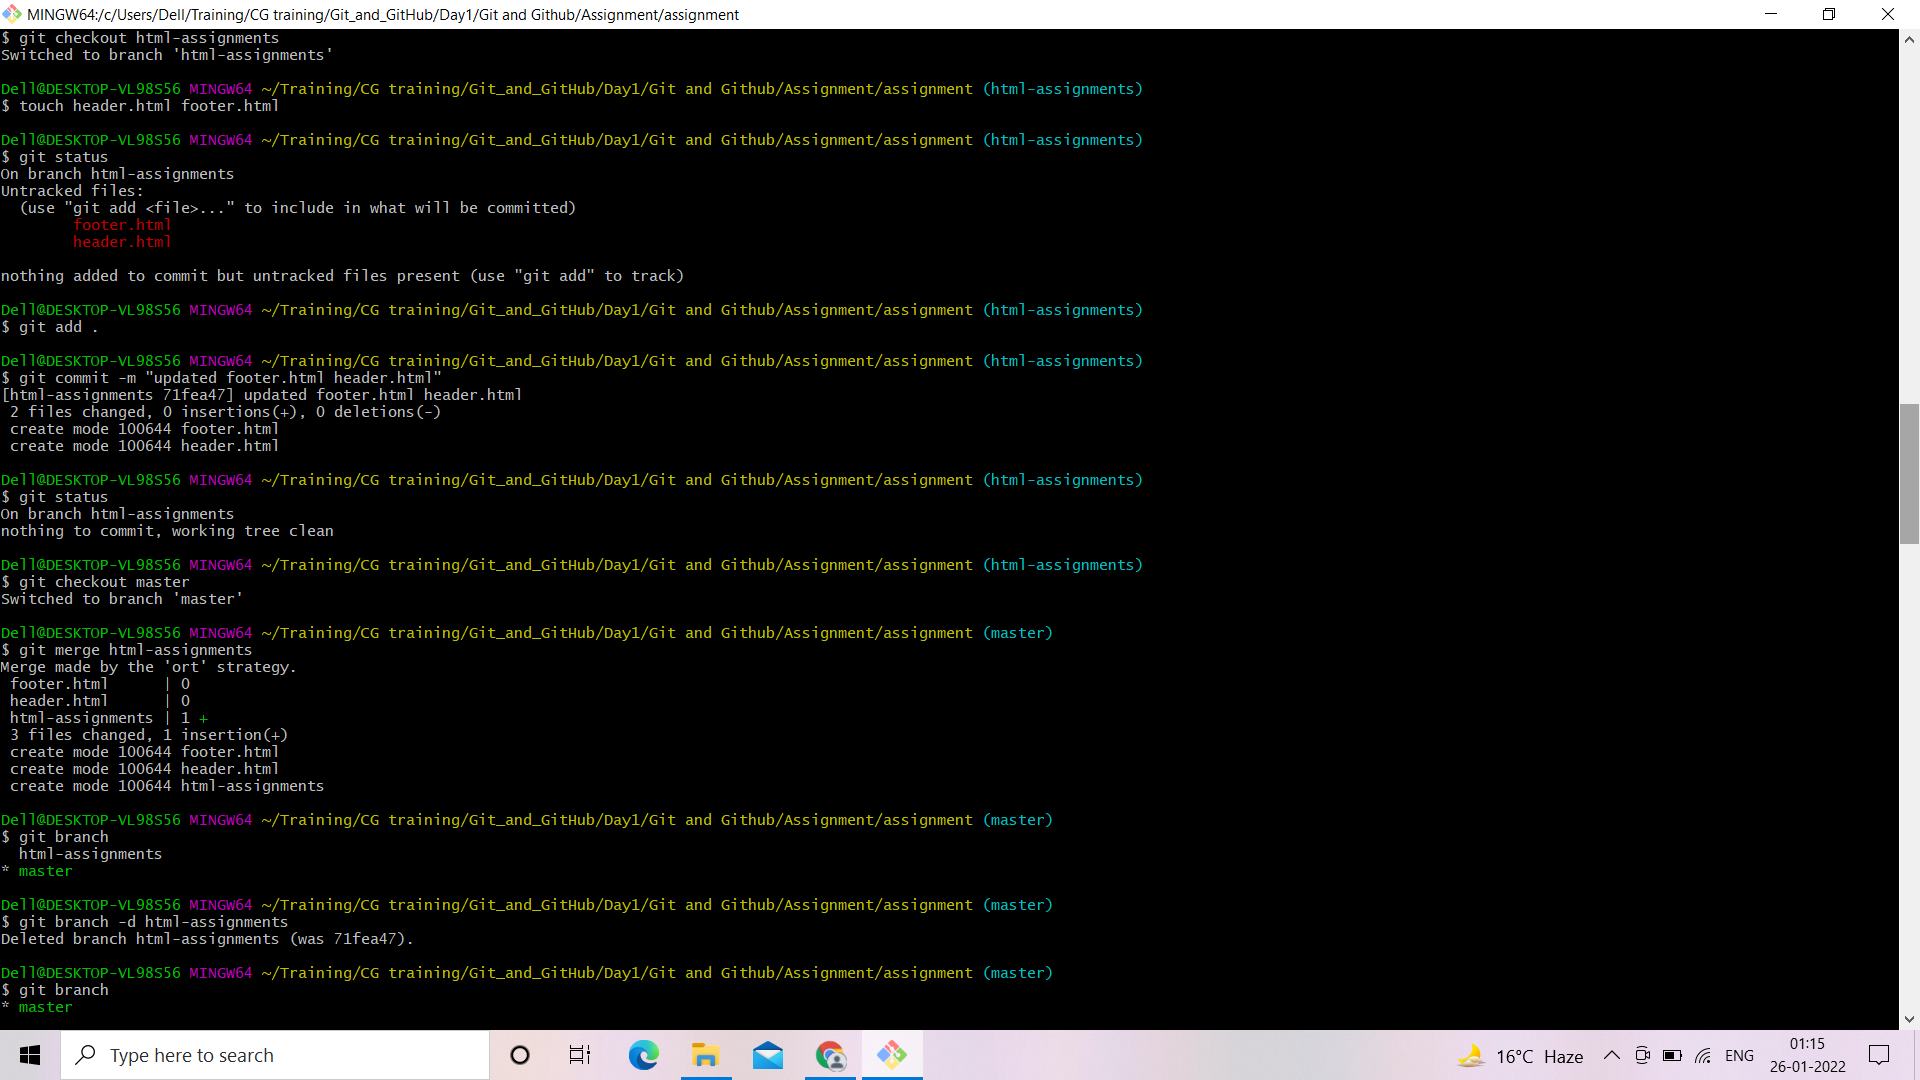 MINGW64:/c/Users/Dell/Training/CG training/Git_and_GitHub/Day1/Git and Github/Assignment/assignment
$ git checkout html-assignments
Switched to branch 'html-assignments'
Dell@DESKTOP-VL98S56 MINGW64 ~/Training/CG training/Git_and_GitHub/Day1/Git and Github/Assignment/assignment (html-assignments)
$ touch header.html footer.html
Dell@DESKTOP-VL98S56 MINGW64 ~/Training/CG training/Git_and_GitHub/Day1/Git and Github/Assignment/assignment (html-assignments)
$ git status
On branch html-assignments
Untracked files:
  (use "git add <file>..." to include in what will be committed)
        footer.html
        header.html
nothing added to commit but untracked files present (use "git add" to track)
Dell@DESKTOP-VL98S56 MINGW64 ~/Training/CG training/Git_and_GitHub/Day1/Git and Github/Assignment/assignment (html-assignments)
$ git add .
Dell@DESKTOP-VL98S56 MINGW64 ~/Training/CG training/Git_and_GitHub/Day1/Git and Github/Assignment/assignment (html-assignments)
$ git commit -m "updated footer.html header.html"
[html-assignments 71fea47] updated footer.html header.html
 2 files changed, 0 insertions(+), 0 deletions(-)
 create mode 100644 footer.html
 create mode 100644 header.html
Dell@DESKTOP-VL98S56 MINGW64 ~/Training/CG training/Git_and_GitHub/Day1/Git and Github/Assignment/assignment (html-assignments)
$ git status
On branch html-assignments
nothing to commit, working tree clean
Dell@DESKTOP-VL98S56 MINGW64 ~/Training/CG training/Git_and_GitHub/Day1/Git and Github/Assignment/assignment (html-assignments)
$ git checkout master
Switched to branch 'master'
Dell@DESKTOP-VL98S56 MINGW64 ~/Training/CG training/Git_and_GitHub/Day1/Git and Github/Assignment/assignment (master)
$ git merge html-assignments
Merge made by the 'ort' strategy.
 footer.html      | 0
 header.html      | 0
 html-assignments | 1 +
 3 files changed, 1 insertion(+)
 create mode 100644 footer.html
 create mode 100644 header.html
 create mode 100644 html-assignments
Dell@DESKTOP-VL98S56 MINGW64 ~/Training/CG training/Git_and_GitHub/Day1/Git and Github/Assignment/assignment (master)
$ git branch
  html-assignments
* master
Dell@DESKTOP-VL98S56 MINGW64 ~/Training/CG training/Git_and_GitHub/Day1/Git and Github/Assignment/assignment (master)
$ git branch -d html-assignments
Deleted branch html-assignments (was 71fea47).
Dell@DESKTOP-VL98S56 MINGW64 ~/Training/CG training/Git_and_GitHub/Day1/Git and Github/Assignment/assignment (master)
$ git branch
* master
Type here to search
16°C Haze
ENG
01:15
26-01-2022